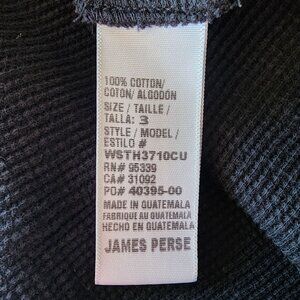 100% COTTON/
COTON/ ALGODÓN
SIZE / TAILLE /
TALLA: 3
STYLE / MODEL /
ESTILO #
WSTH3710CU
RN# 95339
CA# 31092
PO# 40395-00
MADE IN GUATEMALA
FABRIQUÉ AU GUATEMALA
HECHO EN GUATEMALA
JAMES PERSE